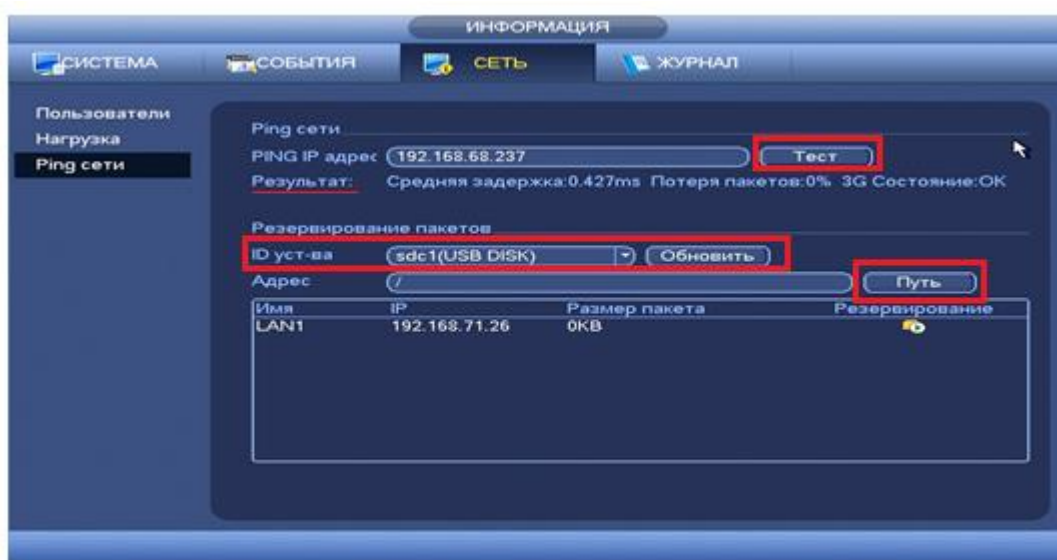 ИНФОРМАЦИЯ
СИСТЕМА СОБЫТИЯ СЕТЬ ЖУРНАЛ
Пользователи
Нагрузка
Ping сети
Ping сети
PING IP адрес 192.168.68.237 Тест
Результат: Средняя задержка:0.427ms Потеря пакетов:0% 3G Состояние:OK
Резервирование пакетов
ID уст-ва sdc1(USB DISK) Обновить
Адрес / Путь
Имя IP Размер пакета Резервирование
LAN1 192.168.71.26 0KB